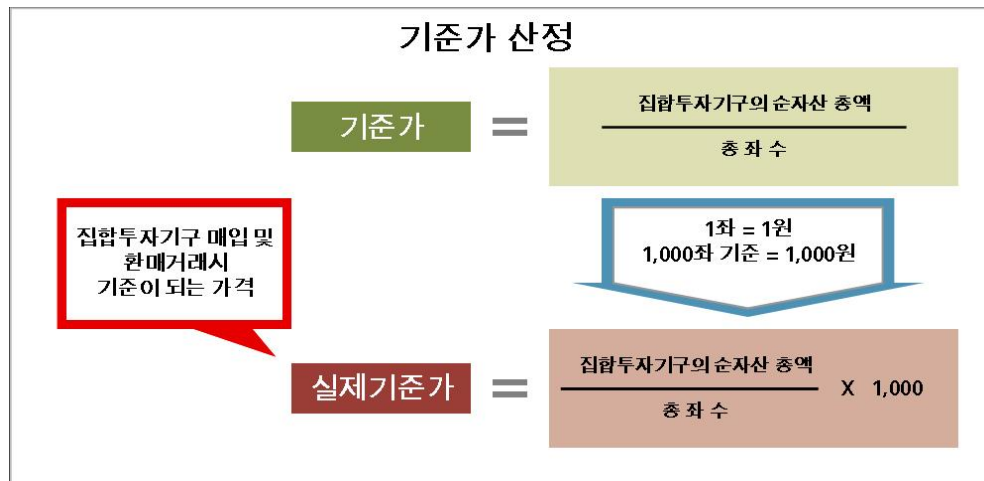 기준가 산정
기준가
=
집합투자기구의 순자산 총액
총 좌 수
집합투자기구 매입 및
환매거래시
기준이 되는 가격
1좌 = 1원
1,000좌 기준 = 1,000원
실제기준가
=
집합투자기구의 순자산 총액
총 좌 수
X 1,000